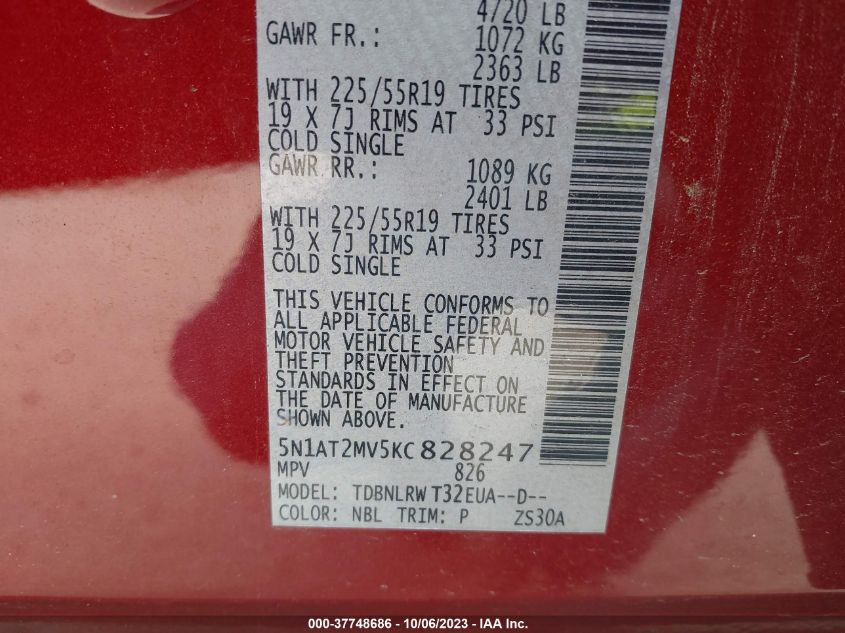 4720 LB
GAWR FR.: 1072 KG
2363 LB
WITH 225/55R19 TIRES
19 X 7J RIMS AT 33 PSI
COLD SINGLE
GAWR RR.: 1089 KG
2401 LB
WITH 225/55R19 TIRES
19 X 7J RIMS AT 33 PSI
COLD SINGLE
THIS VEHICLE CONFORMS TO
ALL APPLICABLE FEDERAL
MOTOR VEHICLE SAFETY AND
THEFT PREVENTION
STANDARDS IN EFFECT ON
THE DATE OF MANUFACTURE
SHOWN ABOVE.
5N1AT2MV5KC828247
MPV 826
MODEL: TDBNLRW T32EUA--D--
COLOR: NBL TRIM: P ZS30A
000-37748686 - 10/06/2023 - IAA Inc.